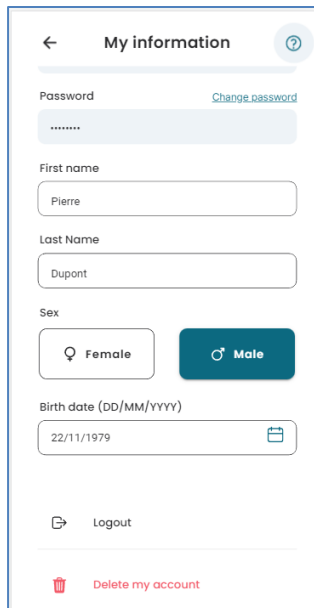 My information
?
Password
Change password
••••••••
First name
Pierre
Last Name
Dupont
Sex
Female
Male
Birth date (DD/MM/YYYY)
22/11/1979
Logout
Delete my account